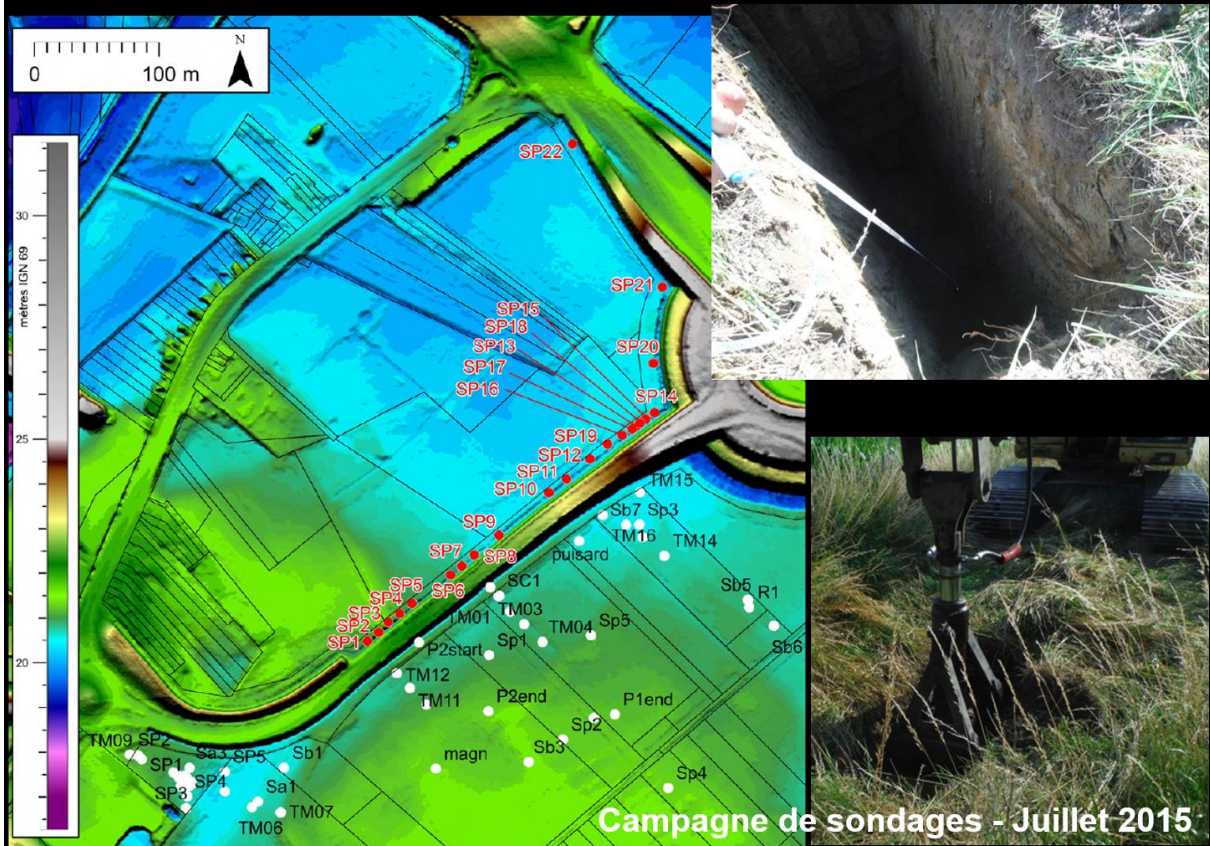 N
0 100 m
mètres IGN 69
30
25
20
SP22
SP21
SP15
SP18
SP13
SP20
SP17
SP16
SP14
SP19
SP12
SP11
SP10
SP9
SP7
SP8
SP5
SP6
SP4
SP3
SP2
SP1
TM15
Sb7 Sp3
TM16
puisard
TM14
SC1
Sb5
R1
TM01
TM03
Sp1
TM04
Sp5
Sb6
P2start
TM12
TM11
P2end
P1end
Sp2
TM09
SP2
Sa3
SP5
Sb1
magn
Sb3
SP1
SP4
SP3
Sa1
Sp4
TM06
TM07
Campagne de sondages - Juillet 2015